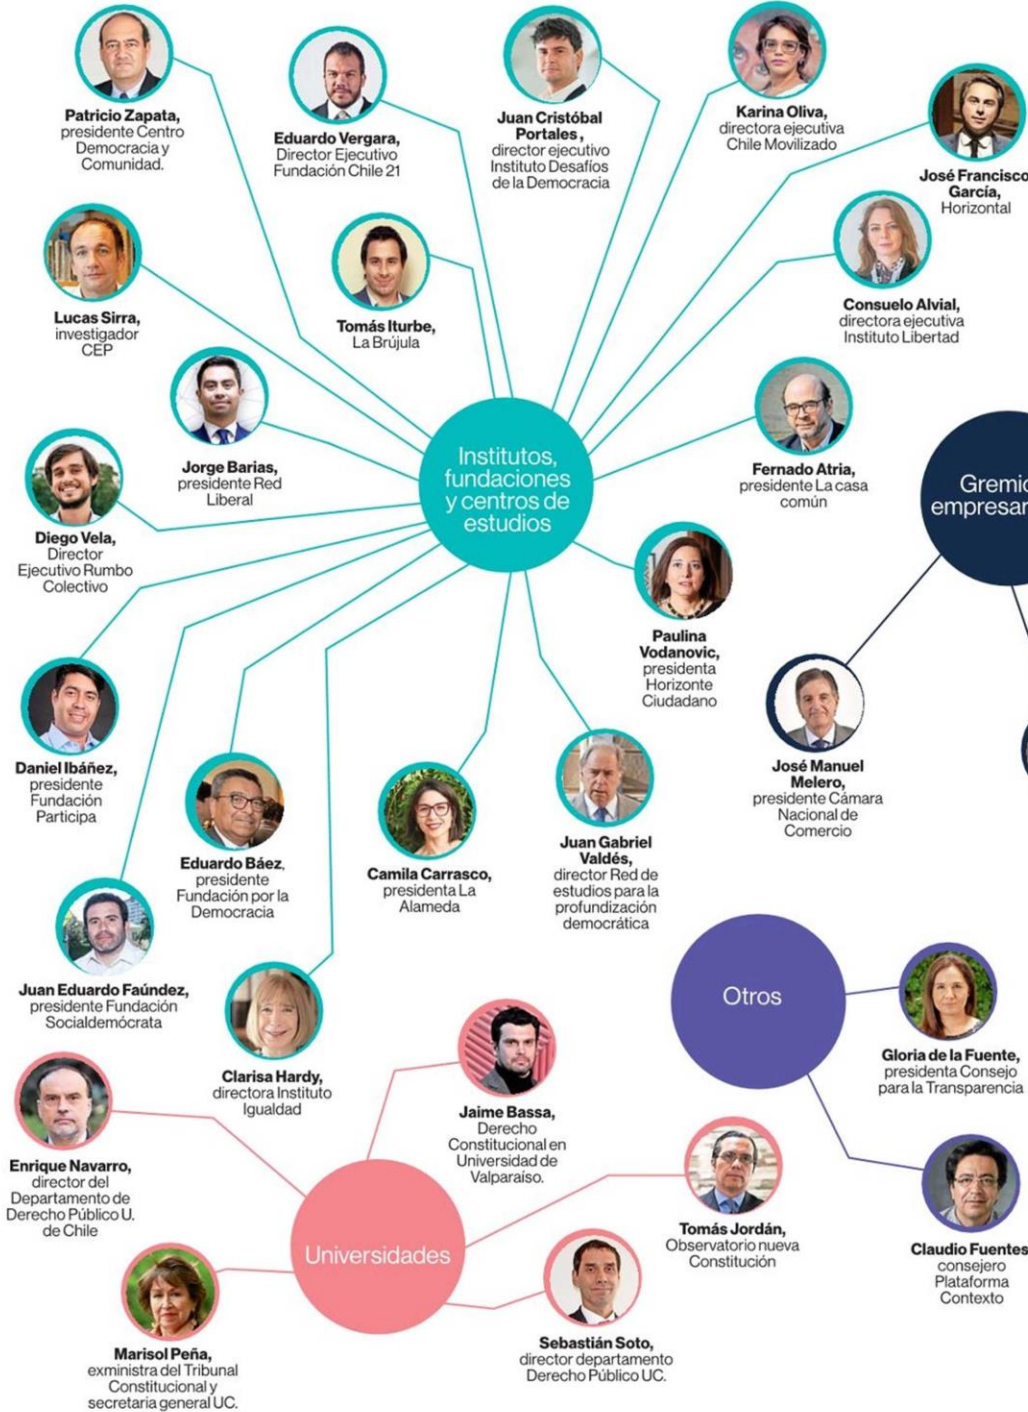 Patricio Zapata,
presidente Centro
Democracia y
Comunidad.
Eduardo Vergara,
Director Ejecutivo
Fundación Chile 21
Juan Cristóbal
Portales ,
director ejecutivo
Instituto Desafíos
de la Democracia
Karina Oliva,
directora ejecutiva
Chile Movilizado
José Francisco
García,
Horizontal
Lucas Sirra,
investigador
CEP
Tomás Iturbe,
La Brújula
Consuelo Alvial,
directora ejecutiva
Instituto Libertad
Jorge Barias,
presidente Red
Liberal
Institutos,
fundaciones
y centros de
estudios
Fernado Atria,
presidente La casa
común
Gremio
empresar
Diego Vela,
Director
Ejecutivo Rumbo
Colectivo
Paulina
Vodanovic,
presidenta
Horizonte
Ciudadano
Daniel Ibáñez,
presidente
Fundación
Participa
José Manuel
Melero,
presidente Cámara
Nacional de
Comercio
Eduardo Báez,
presidente
Fundación por la
Democracia
Camila Carrasco,
presidenta La
Alameda
Juan Gabriel
Valdés,
director Red de
estudios para la
profundización
democrática
Juan Eduardo Faúndez,
presidente Fundación
Socialdemócrata
Clarisa Hardy,
directora Instituto
Igualdad
Otros
Gloria de la Fuente,
presidenta Consejo
para la Transparencia
Jaime Bassa,
Derecho
Constitucional en
Universidad de
Valparaíso.
Enrique Navarro,
director del
Departamento de
Derecho Público U.
de Chile
Universidades
Tomás Jordán,
Observatorio nueva
Constitución
Claudio Fuentes
consejero
Plataforma
Contexto
Marisol Peña,
exministra del Tribunal
Constitucional y
secretaria general UC.
Sebastián Soto,
director departamento
Derecho Público UC.